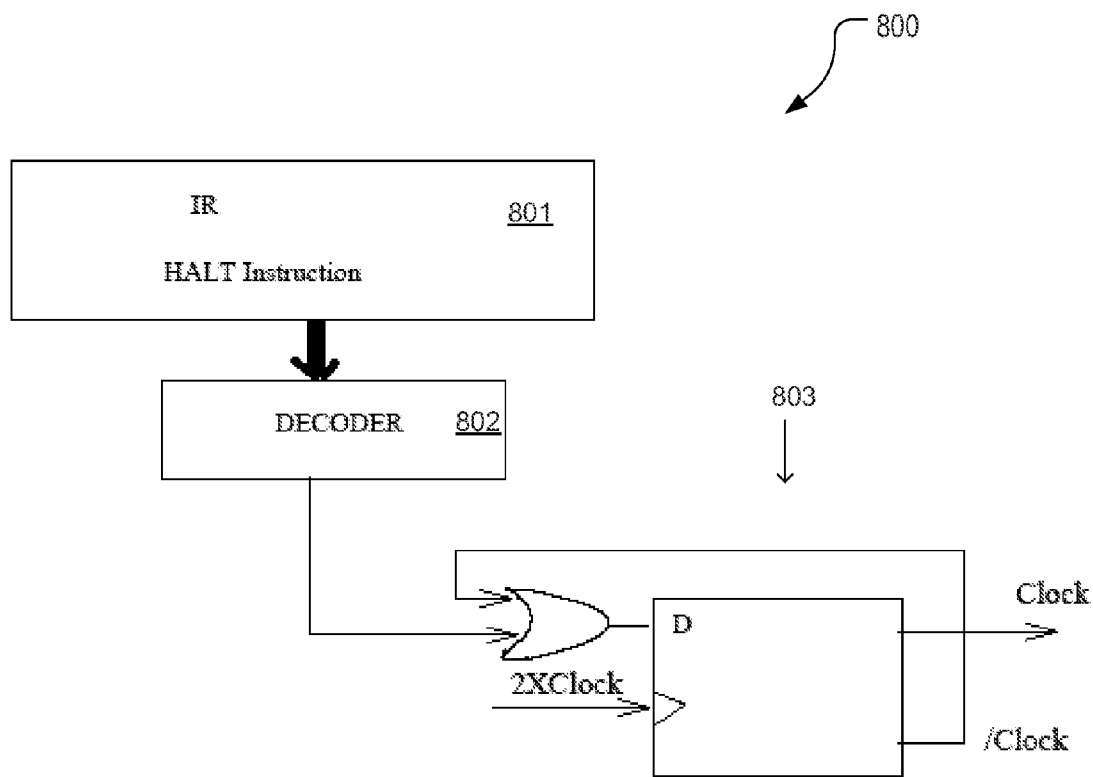 800
IR
801
HALT Instruction
DECODER 802
803
Clock
D
2XClock
/Clock